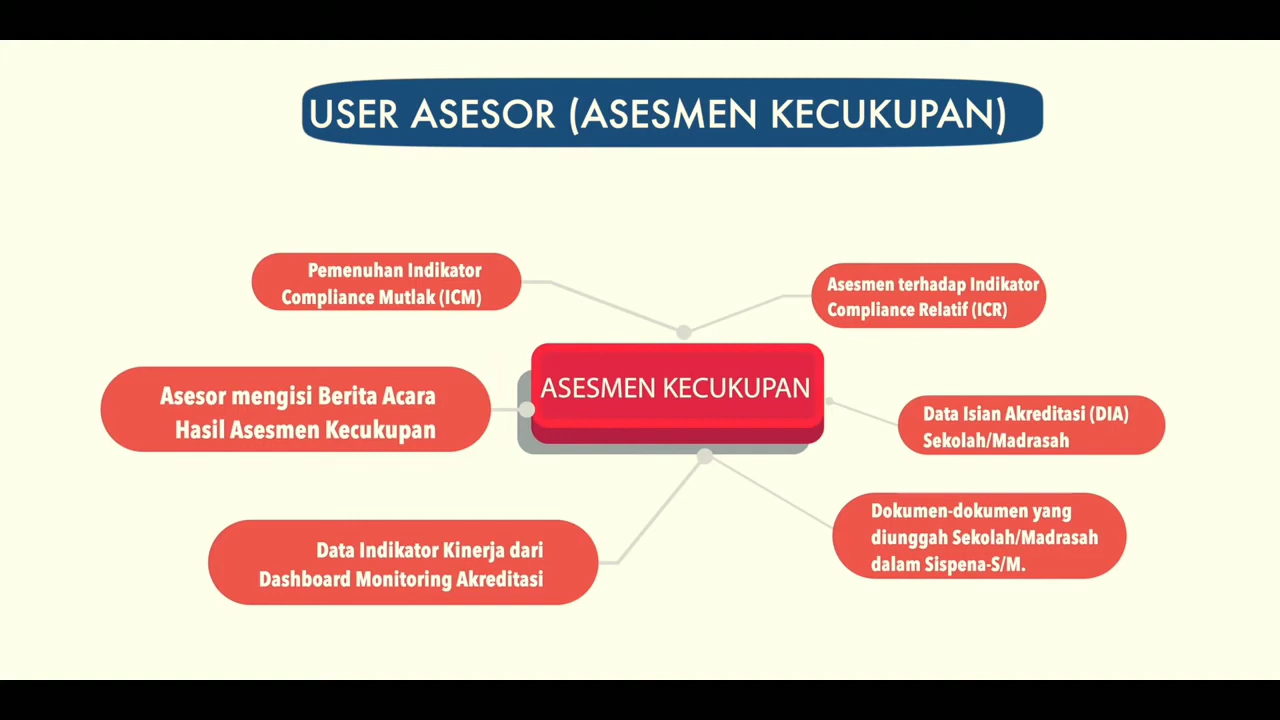 USER ASESOR (ASESMEN KECUKUPAN)
Pemenuhan Indikator
Compliance Mutlak (ICM)
Asesmen terhadap Indikator
Compliance Relatif (ICR)
ASESMEN KECUKUPAN
Asesor mengisi Berita Acara
Hasil Asesmen Kecukupan
Data Isian Akreditasi (DIA)
Sekolah/Madrasah
Data Indikator Kinerja dari
Dashboard Monitoring Akreditasi
Dokumen-dokumen yang
diunggah Sekolah/Madrasah
dalam Sispena-S/M.